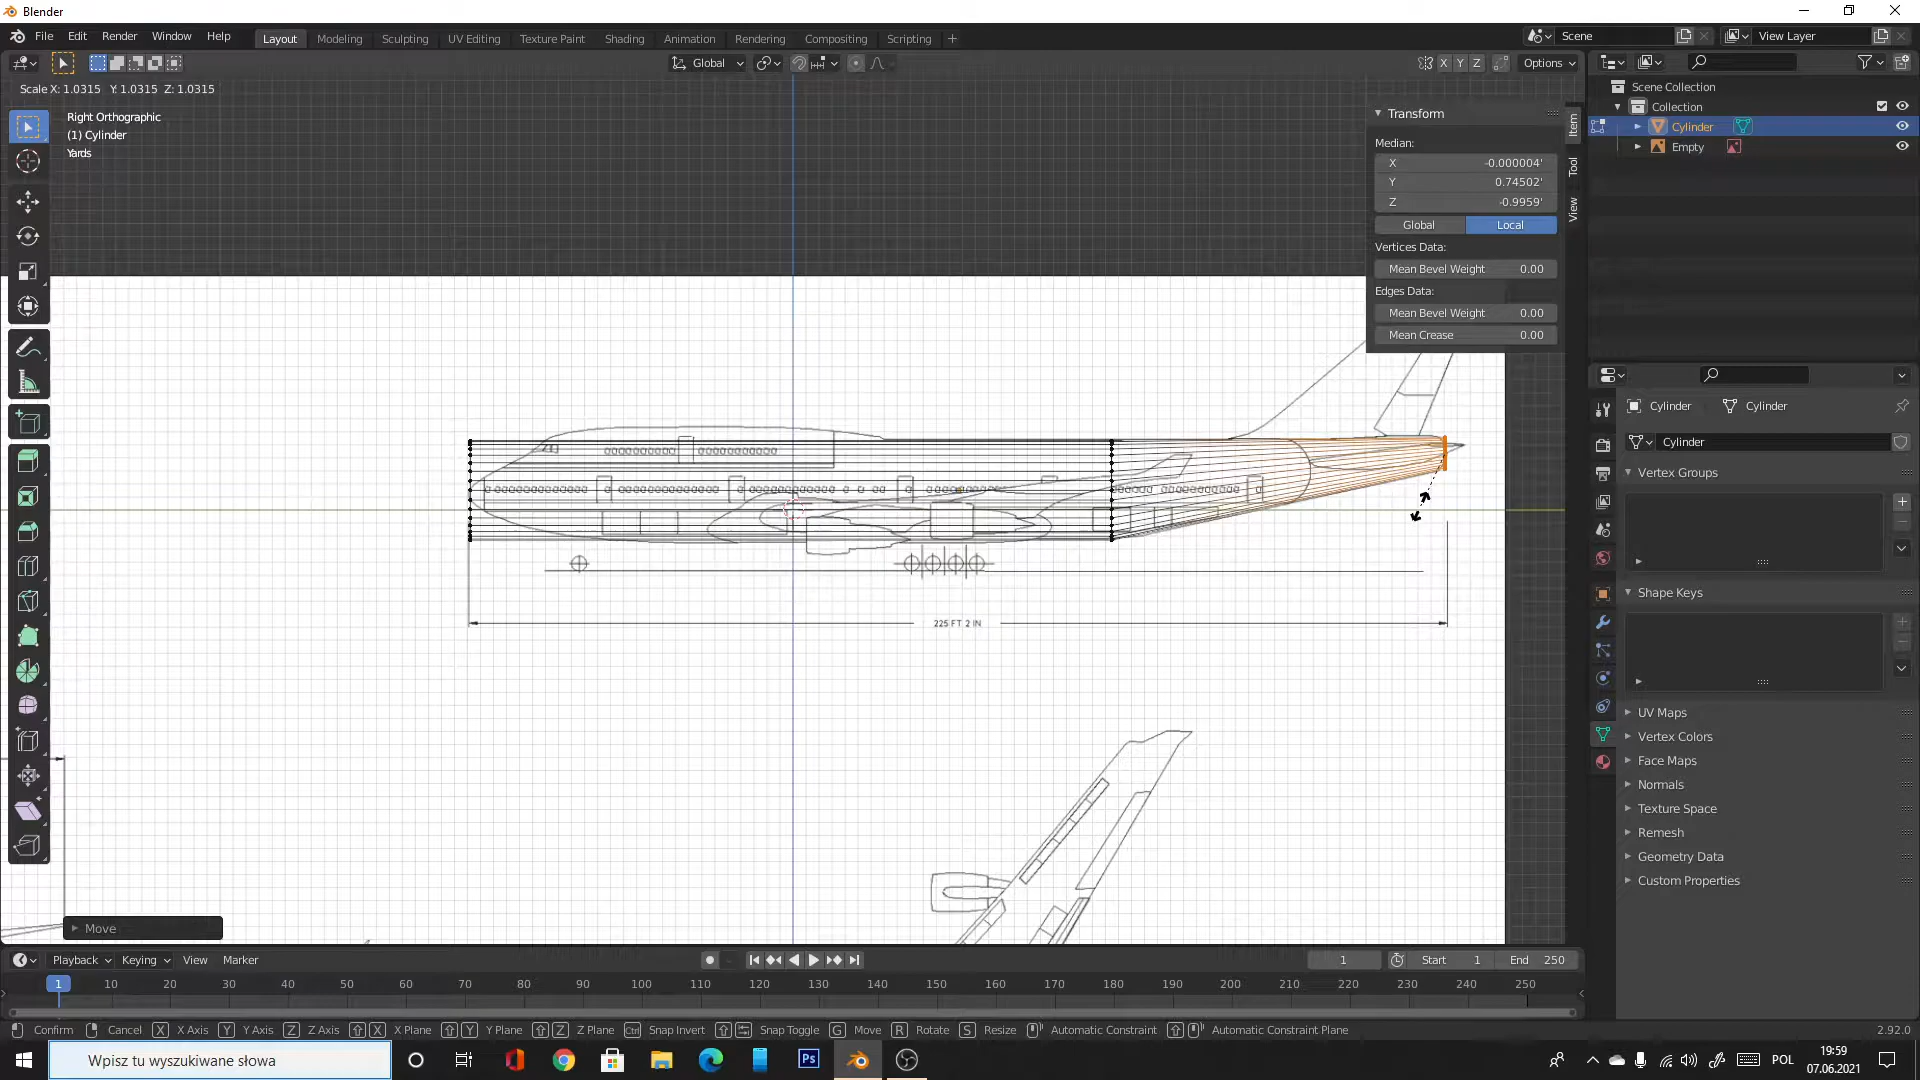 Blender
File Edit Render Window Help
Layout Modeling Sculpting UV Editing Texture Paint Shading Animation Rendering Compositing Scripting +
Scene
View Layer
Global
X Y Z
Options
Scale X: 1.0315 Y: 1.0315 Z: 1.0315
Right Orthographic
(1) Cylinder
Yards
Transform
Median:
X -0.000004'
Y 0.74502'
Z -0.9959'
Global Local
Vertices Data:
Mean Bevel Weight 0.00
Edges Data:
Mean Bevel Weight 0.00
Mean Crease 0.00
Item
Tool
View
Scene Collection
Collection
Cylinder
Empty
Cylinder Cylinder
Cylinder
Vertex Groups
Shape Keys
UV Maps
Vertex Colors
Face Maps
Normals
Texture Space
Remesh
Geometry Data
Custom Properties
225 FT 2 IN
Move
Playback Keying View Marker
1 Start 1 End 250
1 10 20 30 40 50 60 70 80 90 100 110 120 130 140 150 160 170 180 190 200 210 220 230 240 250
Confirm Cancel X X Axis Y Y Axis Z Z Axis X X Plane Y Y Plane Z Z Plane Ctrl Snap Invert Snap Toggle G Move R Rotate S Resize Automatic Constraint Automatic Constraint Plane 2.92.0
Wpisz tu wyszukiwane słowa
Ps
POL
19:59
07.06.2021